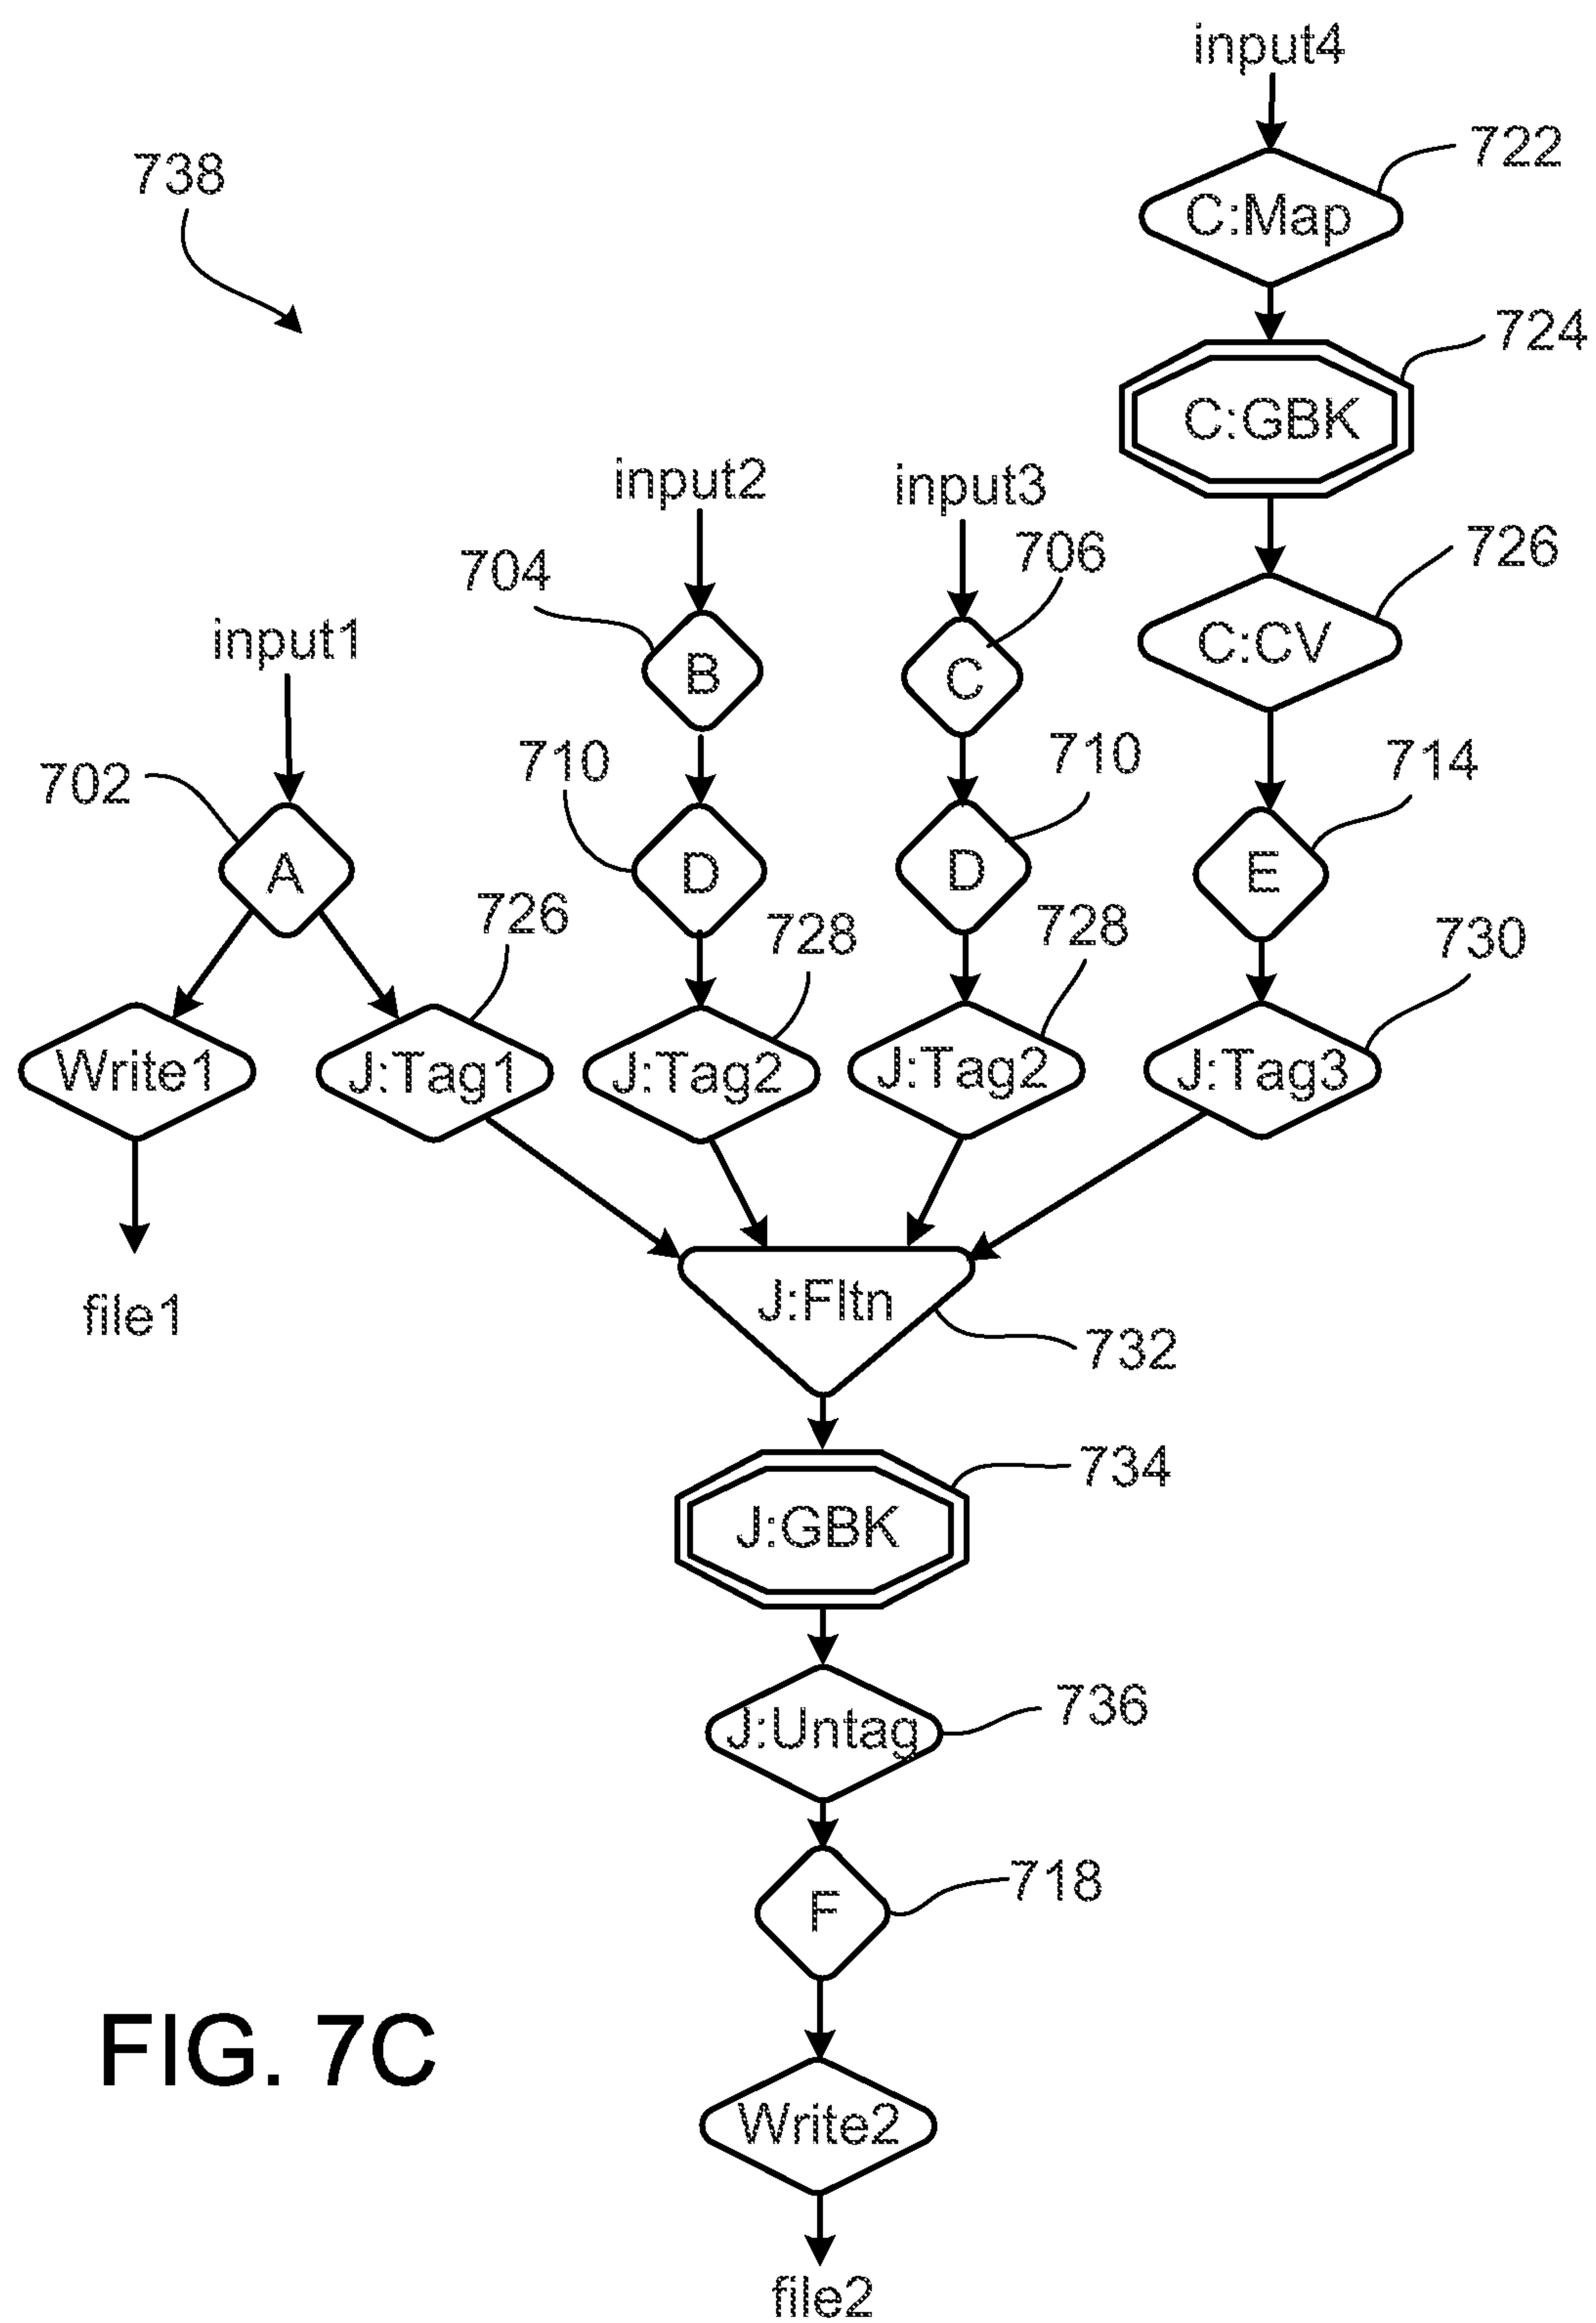 input4
722
738
C:Map
724
C:GBK
input2
input3
706
704
726
input1
C:CV
B
C
710
710
714
702
A
D
D
E
726
728
728
730
Write1
J:Tag1
J:Tag2
J:Tag2
J:Tag3
file1
J:Fltn
732
734
J:GBK
736
J:Untag
718
F
FIG. 7C
Write2
file2